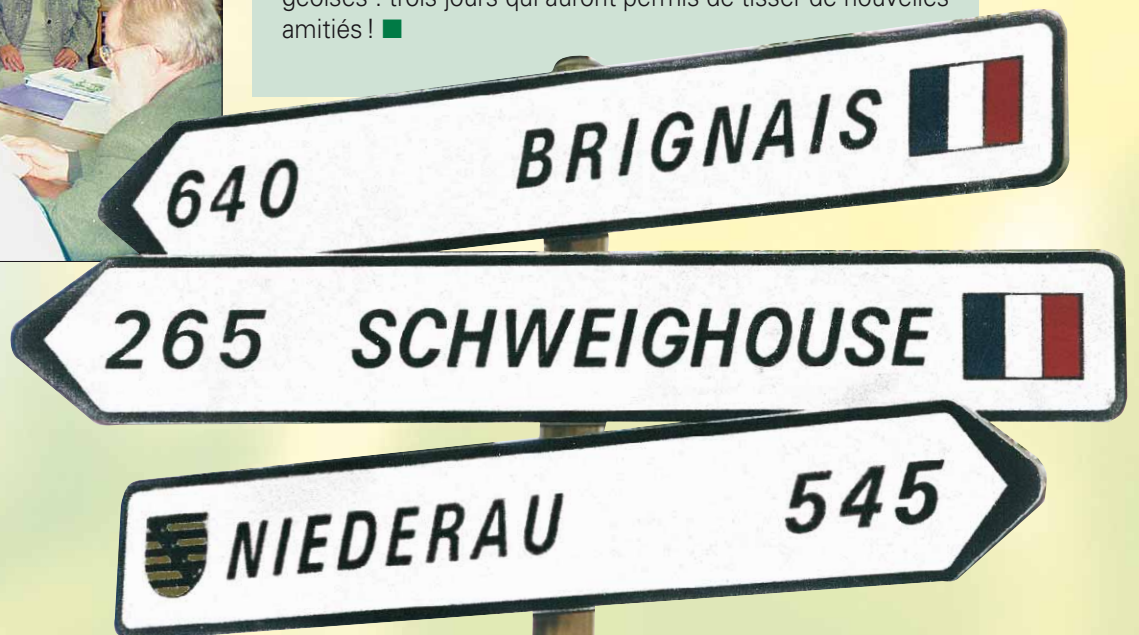 geoises : trois jours qui auront permis de tisser de nouvelles
amitiés ! ■
640 BRIGNAIS
265 SCHWEIGHOUSE
NIEDERAU 545